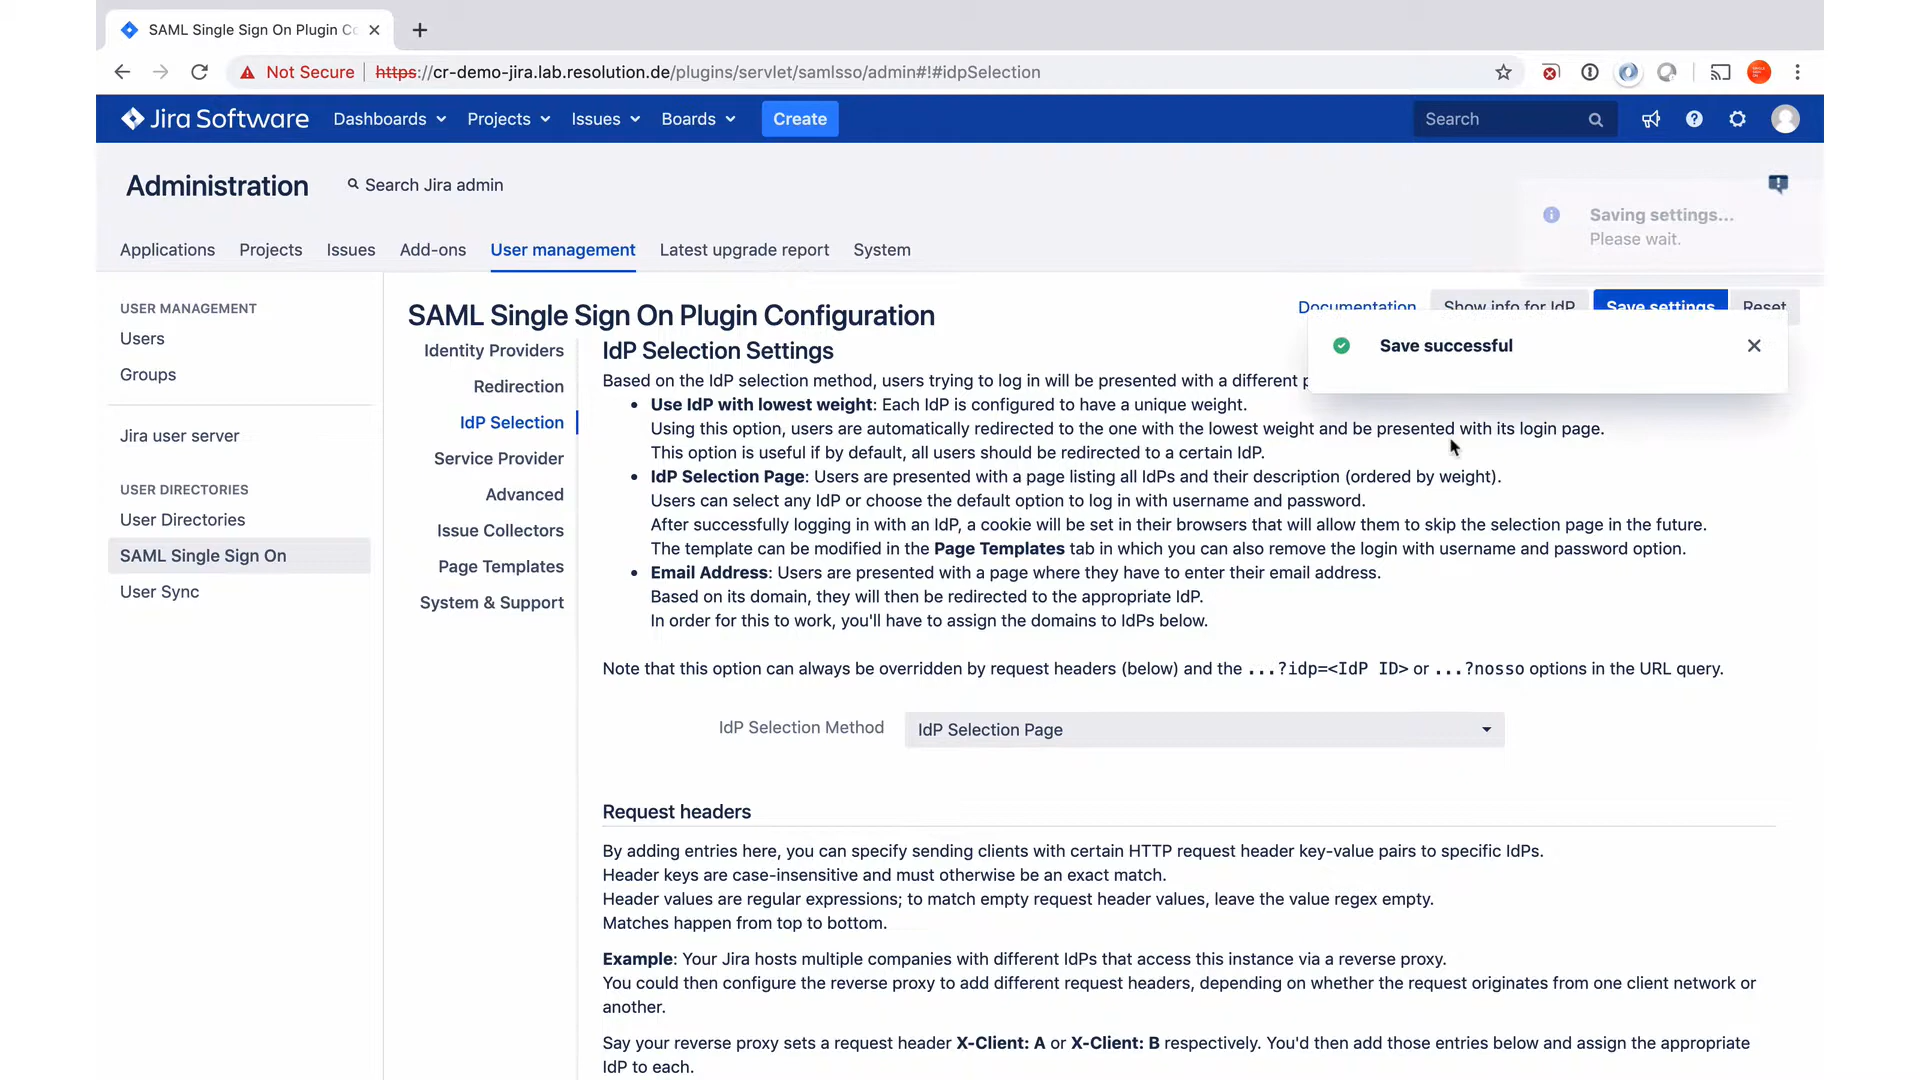 SAML Single Sign On Plugin Co
Not Secure https://cr-demo-jira.lab.resolution.de/plugins/servlet/samlsso/admin#!#idpSelection
Jira Software Dashboards Projects Issues Boards Create Search
Administration Search Jira admin
Saving settings...
Please wait.
Applications Projects Issues Add-ons User management Latest upgrade report System
USER MANAGEMENT
Users
Groups
Jira user server
USER DIRECTORIES
User Directories
SAML Single Sign On
User Sync
SAML Single Sign On Plugin Configuration
Documentation Show info for IdP Save settings Reset
Save successful
Identity Providers
Redirection
IdP Selection
Service Provider
Advanced
Issue Collectors
Page Templates
System & Support
IdP Selection Settings
Based on the IdP selection method, users trying to log in will be presented with a different p
• Use IdP with lowest weight: Each IdP is configured to have a unique weight.
Using this option, users are automatically redirected to the one with the lowest weight and be presented with its login page.
This option is useful if by default, all users should be redirected to a certain IdP.
• IdP Selection Page: Users are presented with a page listing all IdPs and their description (ordered by weight).
Users can select any IdP or choose the default option to log in with username and password.
After successfully logging in with an IdP, a cookie will be set in their browsers that will allow them to skip the selection page in the future.
The template can be modified in the Page Templates tab in which you can also remove the login with username and password option.
• Email Address: Users are presented with a page where they have to enter their email address.
Based on its domain, they will then be redirected to the appropriate IdP.
In order for this to work, you'll have to assign the domains to IdPs below.
Note that this option can always be overridden by request headers (below) and the ...?idp=<IdP ID> or ...?nosso options in the URL query.
IdP Selection Method IdP Selection Page
Request headers
By adding entries here, you can specify sending clients with certain HTTP request header key-value pairs to specific IdPs.
Header keys are case-insensitive and must otherwise be an exact match.
Header values are regular expressions; to match empty request header values, leave the value regex empty.
Matches happen from top to bottom.
Example: Your Jira hosts multiple companies with different IdPs that access this instance via a reverse proxy.
You could then configure the reverse proxy to add different request headers, depending on whether the request originates from one client network or
another.
Say your reverse proxy sets a request header X-Client: A or X-Client: B respectively. You'd then add those entries below and assign the appropriate
IdP to each.